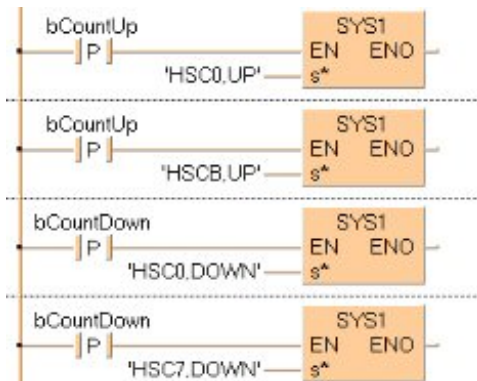 bCountUp SYS1
P EN ENO
'HSC0,UP' s*
bCountUp SYS1
P EN ENO
'HSCB,UP' s*
bCountDown SYS1
P EN ENO
'HSC0,DOWN' s*
bCountDown SYS1
P EN ENO
'HSC7,DOWN' s*